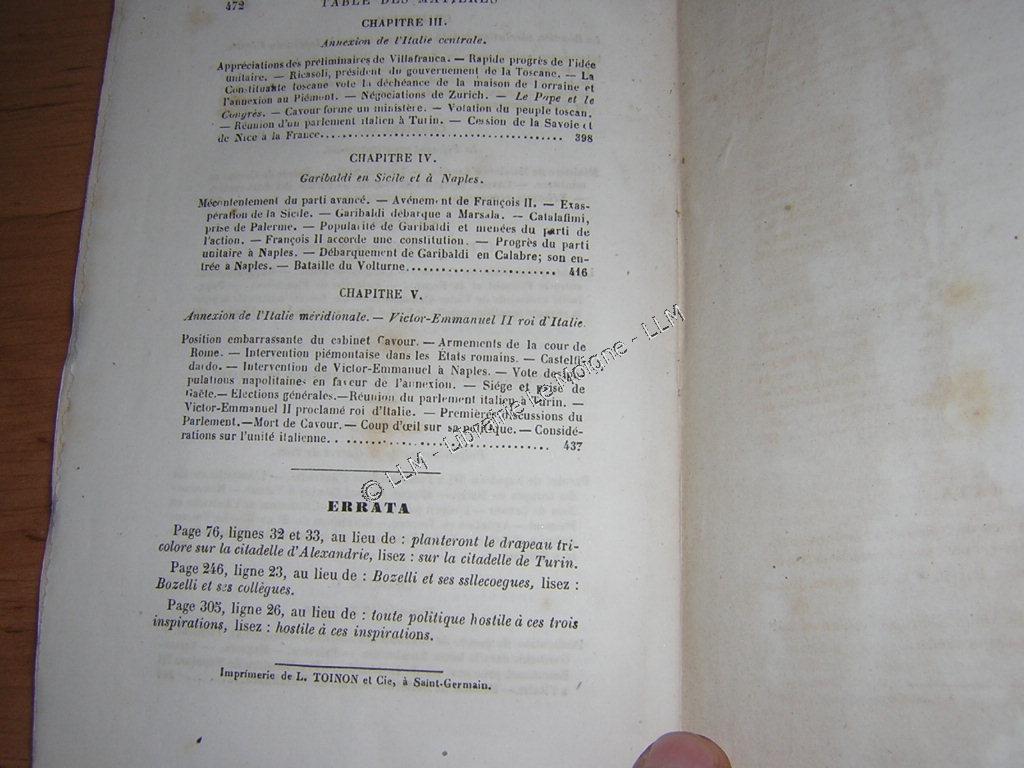 472 TABLE DES MATIÈRES
CHAPITRE III.
Annexion de l'Italie centrale.
Appréciations des préliminaires de Villafranca. — Rapide progrès de l'idée
unitaire. — Ricasoli, président du gouvernement de la Toscane. — La
Constituante toscane vote la déchéance de la maison de Lorraine et
l'annexion au Piémont. — Négociations de Zurich. — Le Pape et le
Congrès. — Cavour forme un ministère. — Votation du peuple toscan.
— Réunion d'un parlement italien à Turin. — Cession de la Savoie et
de Nice à la France. 398
CHAPITRE IV.
Garibaldi en Sicile et à Naples.
Mécontentement du parti avancé. — Avénement de François II. — Exas-
pération de la Sicile. — Garibaldi débarque a Marsala. — Calatafimi,
prise de Palerme. — Popularité de Garibaldi et menées du parti de
l'action. — François II accorde une constitution. — Progrès du parti
unitaire à Naples. — Débarquement de Garibaldi en Calabre; son en-
trée à Naples. — Bataille du Volturne. 416
CHAPITRE V.
Annexion de l'Italie méridionale. — Victor-Emmanuel II roi d'Italie.
Position embarrassante du cabinet Cavour. — Armements de la cour de
Rome. — Intervention piémontaise dans les États romains. — Castelfi-
dardo. — Intervention de Victor-Emmanuel à Naples. — Vote des po-
pulations napolitaines en faveur de l'annexion. — Siége et prise de
Gaëte. — Elections générales. — Réunion du parlement italien à Turin. —
Victor-Emmanuel II proclamé roi d'Italie. — Premières discussions du
Parlement. — Mort de Cavour. — Coup d'œil sur sa politique. — Considé-
rations sur l'unité italienne. 437
ERRATA
Page 76, lignes 32 et 33, au lieu de : planteront le drapeau tri-
colore sur la citadelle d'Alexandrie, lisez : sur la citadelle de Turin.
Page 246, ligne 23, au lieu de : Bozelli et ses ssllecoegues, lisez :
Bozelli et ses collègues.
Page 305, ligne 26, au lieu de : toute politique hostile à ces trois
inspirations, lisez : hostile à ces inspirations.
Imprimerie de L. TOINON et Cie, à Saint-Germain.
© LLM - Librairie Le Moigne - LLM